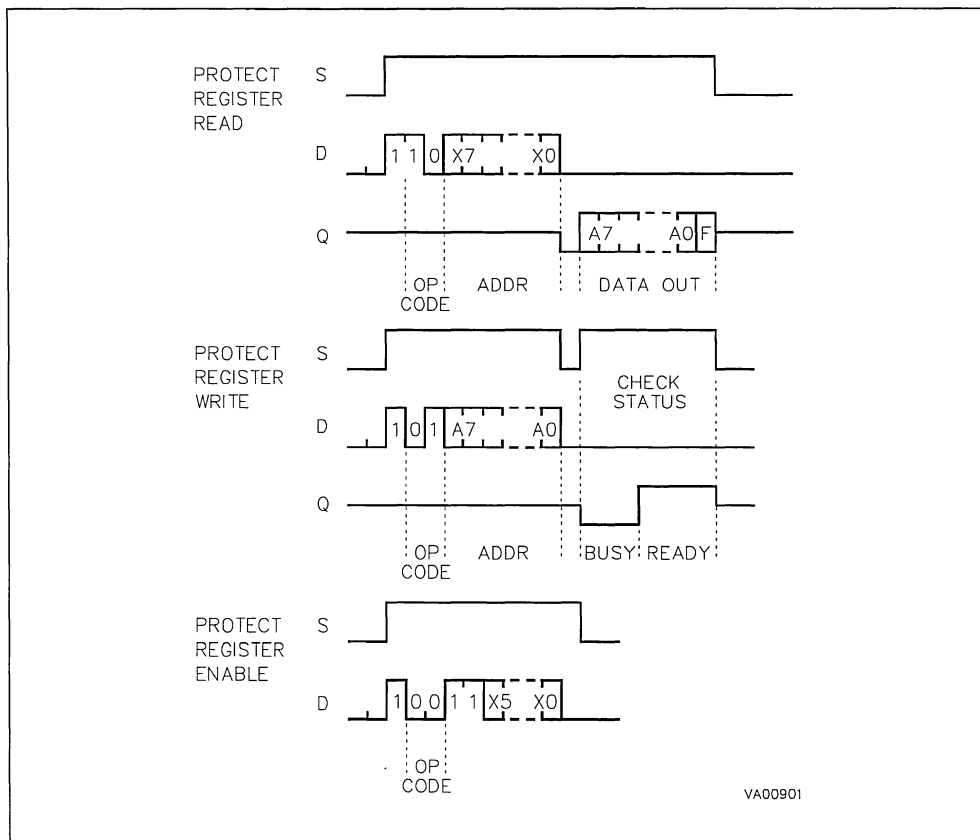 PROTECT
REGISTER
READ
S
D
1 1 0 X7 X0
Q
A7 A0 F
OP
CODE
ADDR
DATA OUT
PROTECT
REGISTER
WRITE
S
CHECK
STATUS
D
1 0 1 A7 A0
Q
OP
CODE
ADDR
BUSY
READY
PROTECT
REGISTER
ENABLE
S
D
1 0 0 1 1 X5 X0
OP
CODE
VA00901